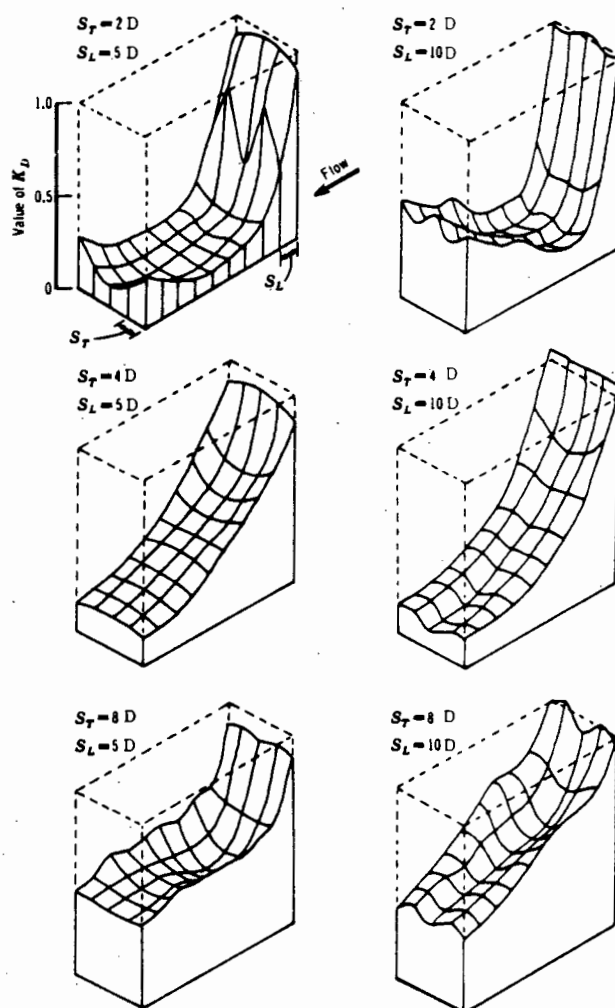 S_T=2 D
S_L=5 D
1.0
0.5
0
Value of K_D
S_T
S_L
Flow
S_T=2 D
S_L=10 D
S_T=4 D
S_L=5 D
S_T=4 D
S_L=10 D
S_T=8 D
S_L=5 D
S_T=8 D
S_L=10 D